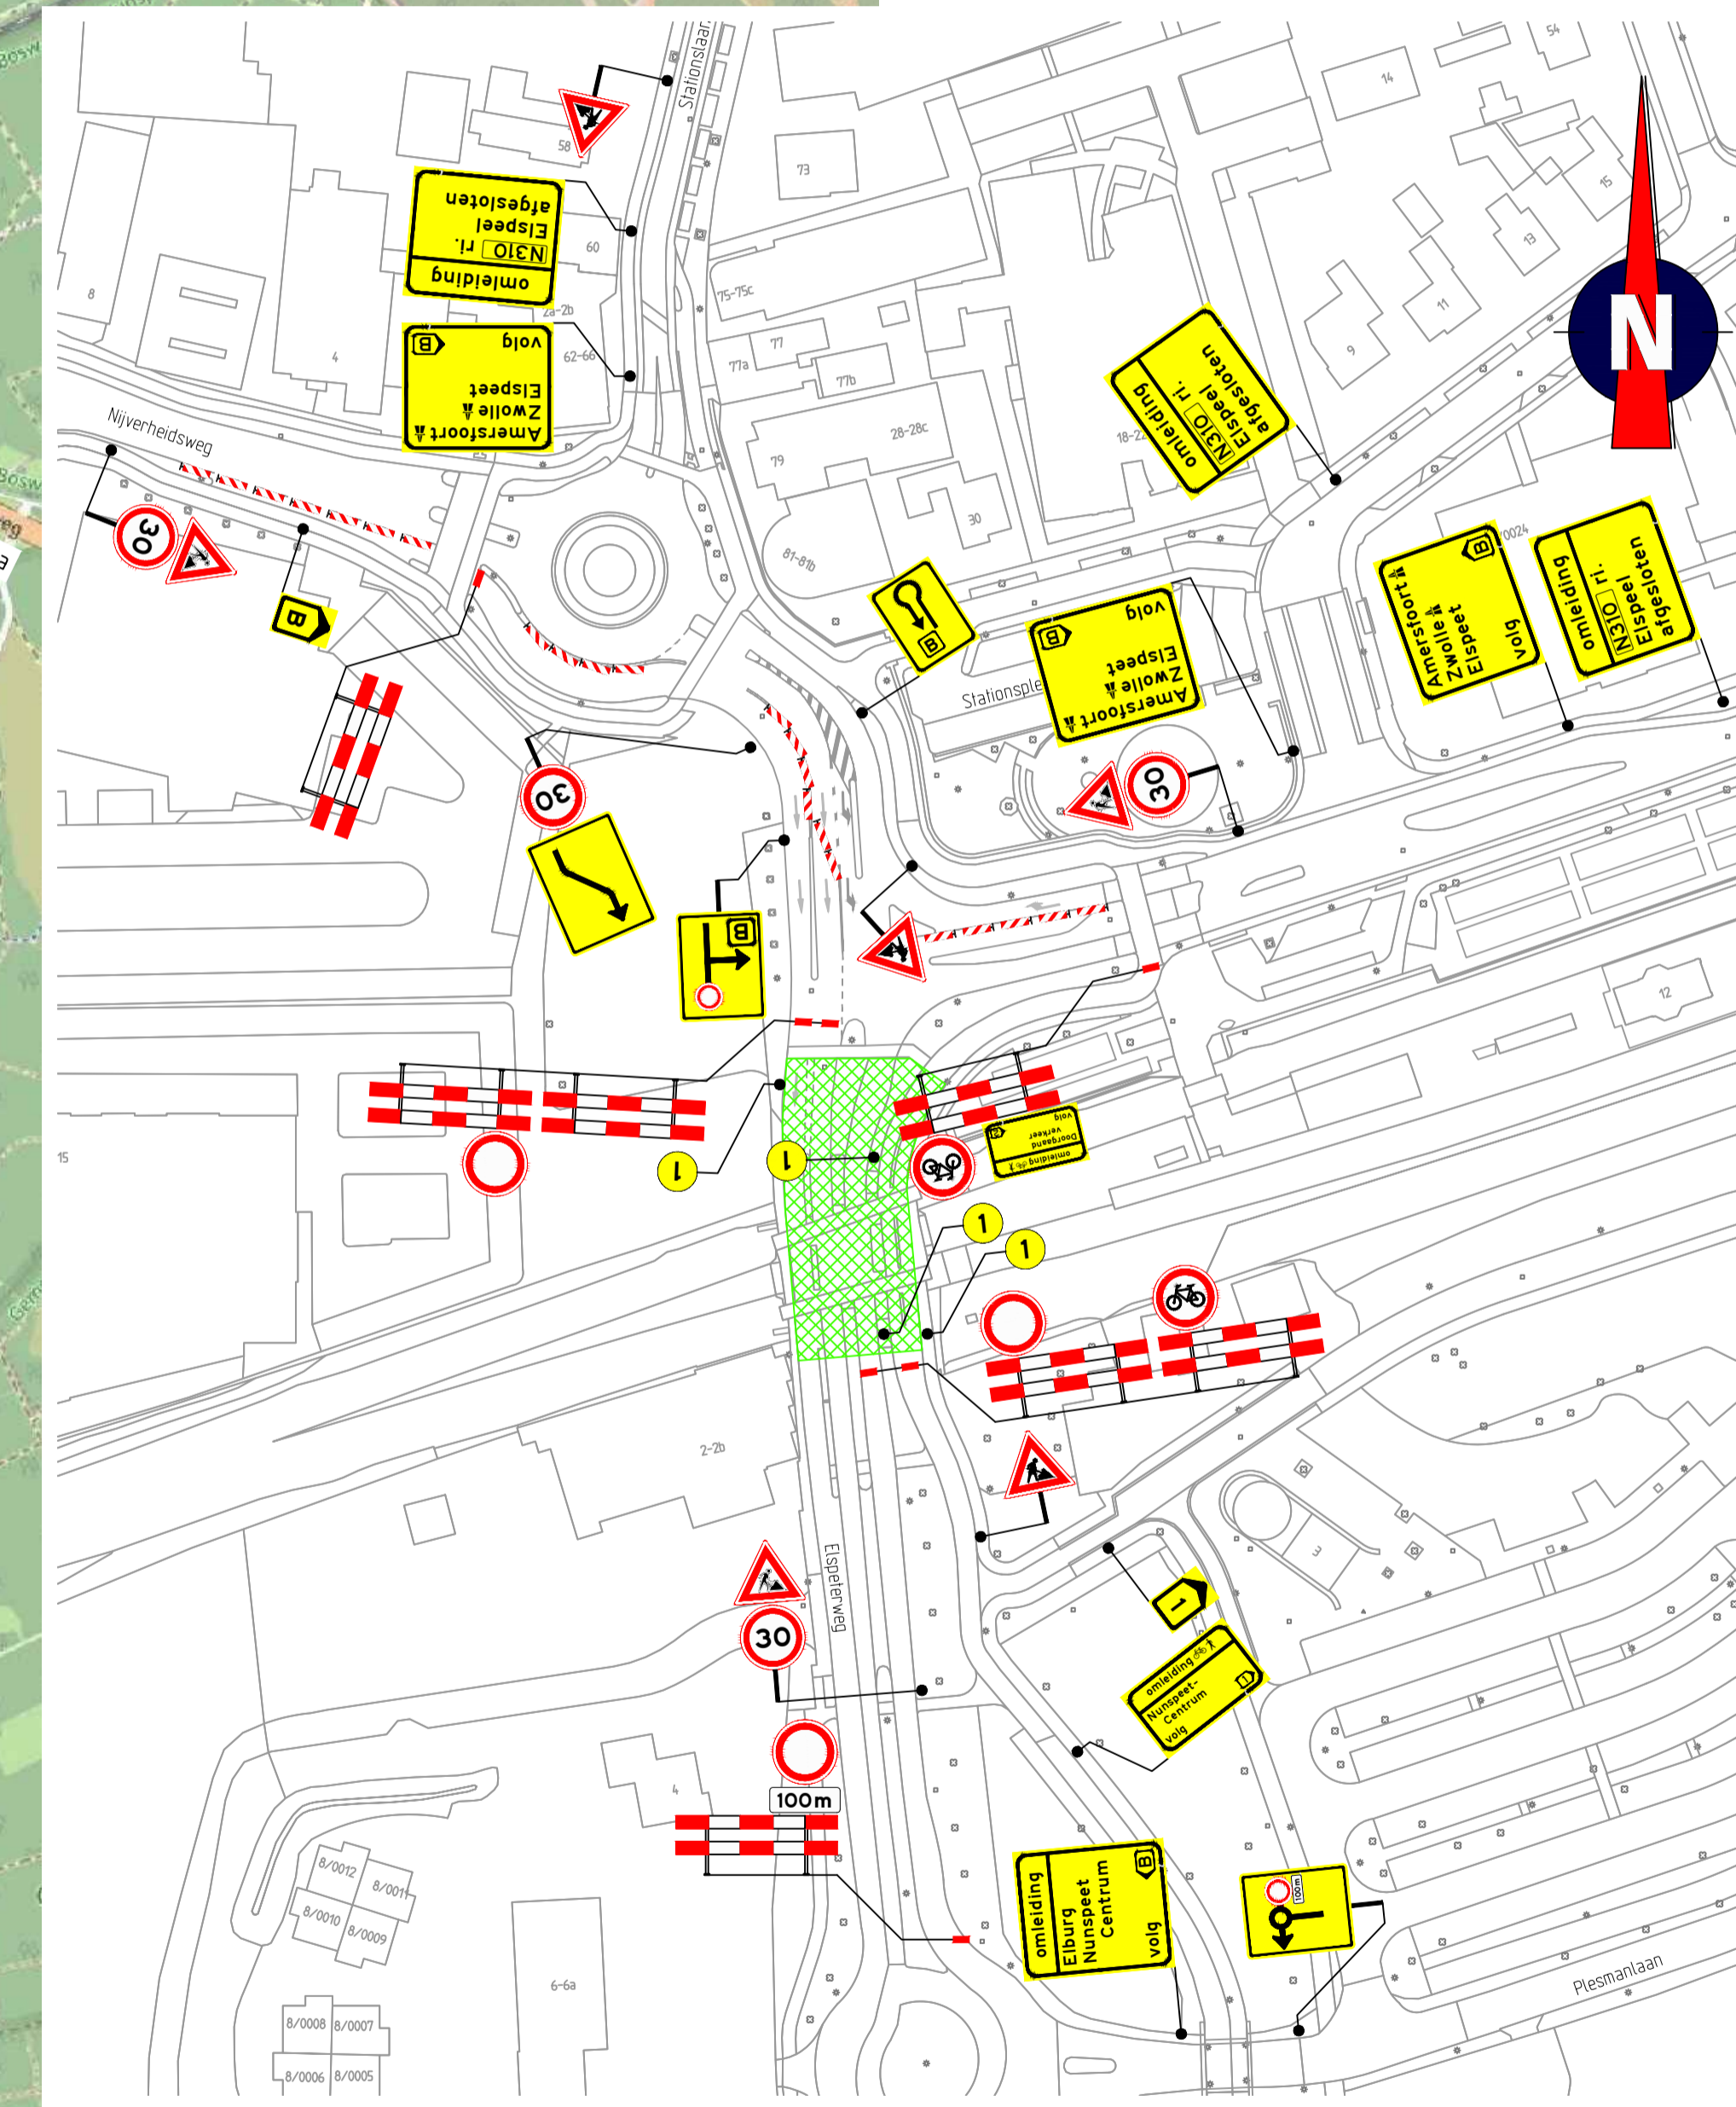 Bosw
Stationslaan
58
54
14
73
15
omleiding
N310 ri.
Elspeet
afgesloten
60
13
8
75-75c
11
N
2a-2b
77
9
4
Amersfoort
Zwolle
Elspeet
volg B
62-66
77a
77b
omleiding
N310 ri.
Elspeet
afgesloten
Nijverheidsweg
28-28c
18-22
79
30
Bosw
30
81-81b
Amersfoort
Zwolle
Elspeet
volg B
omleiding
N310 ri.
Elspeet
afgesloten
B
B
Amersfoort
Zwolle
Elspeet
volg B
Stationsple
30
30
B
12
15
1
1
omleiding
Doorgaand
verkeer
volg
1
1
2-2b
3
Elspeterweg
30
1
omleiding
Nunspeet-
Centrum
volg 1
4
100m
8/0012
8/0011
8/0010
8/0009
omleiding
Elburg
Nunspeet
Centrum
volg B
100m
6-6a
Plesmanlaan
8/0008
8/0007
8/0006
8/0005